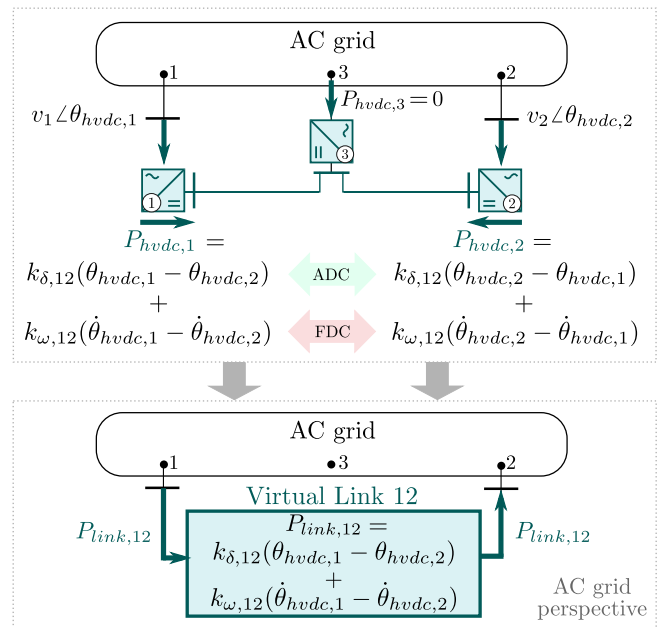 AC grid
1
3
2
P_{hvdc,3} = 0
v_1∠θ_{hvdc,1}
v_2∠θ_{hvdc,2}
~
=
3
~
=
1
~
=
2
P_{hvdc,1} =
k_{δ,12}(θ_{hvdc,1} − θ_{hvdc,2})
+
k_{ω,12}(θ̇_{hvdc,1} − θ̇_{hvdc,2})
ADC
FDC
P_{hvdc,2} =
k_{δ,12}(θ_{hvdc,2} − θ_{hvdc,1})
+
k_{ω,12}(θ̇_{hvdc,2} − θ̇_{hvdc,1})
AC grid
1
3
2
Virtual Link 12
P_{link,12}
P_{link,12} =
k_{δ,12}(θ_{hvdc,1} − θ_{hvdc,2})
+
k_{ω,12}(θ̇_{hvdc,1} − θ̇_{hvdc,2})
P_{link,12}
AC grid
perspective